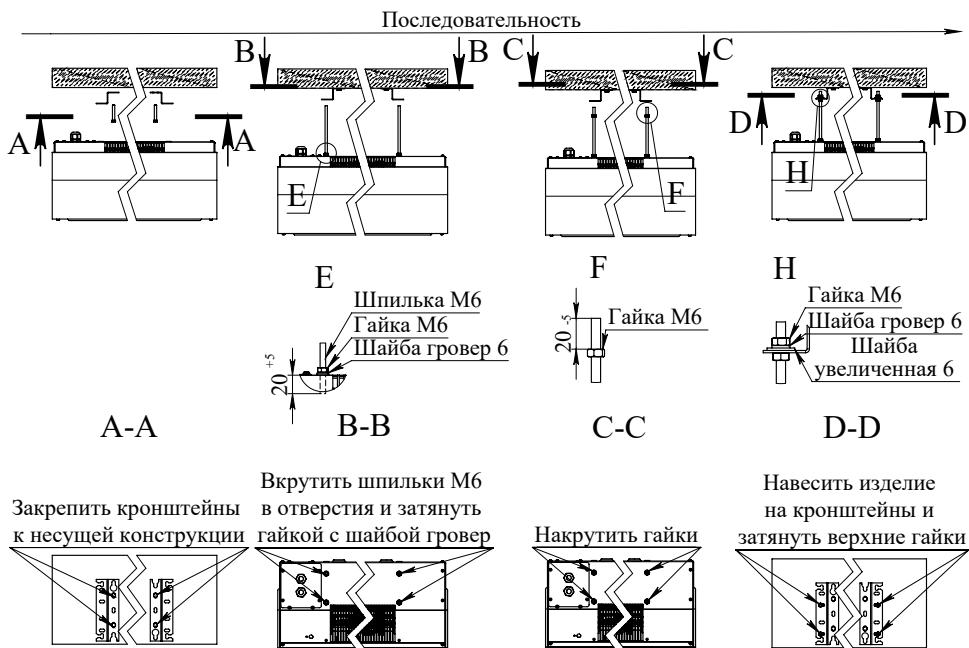 Последовательность
B
B
C
C
A
A
D
D
E
F
H
E
F
H
Шпилька М6
Гайка М6
Шайба гровер 6
20 +5
Гайка М6
20 -5
Гайка М6
Шайба гровер 6
Шайба
увеличенная 6
A-A
B-B
C-C
D-D
Закрепить кронштейны
к несущей конструкции
Вкрутить шпильки М6
в отверстия и затянуть
гайкой с шайбой гровер
Накрутить гайки
Навесить изделие
на кронштейны и
затянуть верхние гайки